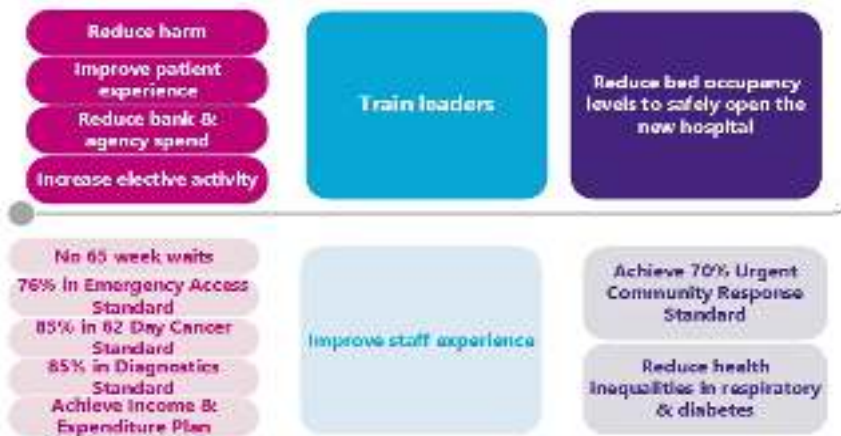 Reduce harm
Improve patient
experience
Reduce bank &
agency spend
Increase elective activity
Train leaders
Reduce bed occupancy
levels to safely open the
new hospital
No 65 week waits
76% in Emergency Access
Standard
85% in 62 Day Cancer
Standard
85% in Diagnostics
Standard
Achieve Income &
Expenditure Plan
Improve staff experience
Achieve 70% Urgent
Community Response
Standard
Reduce health
inequalities in respiratory
& diabetes